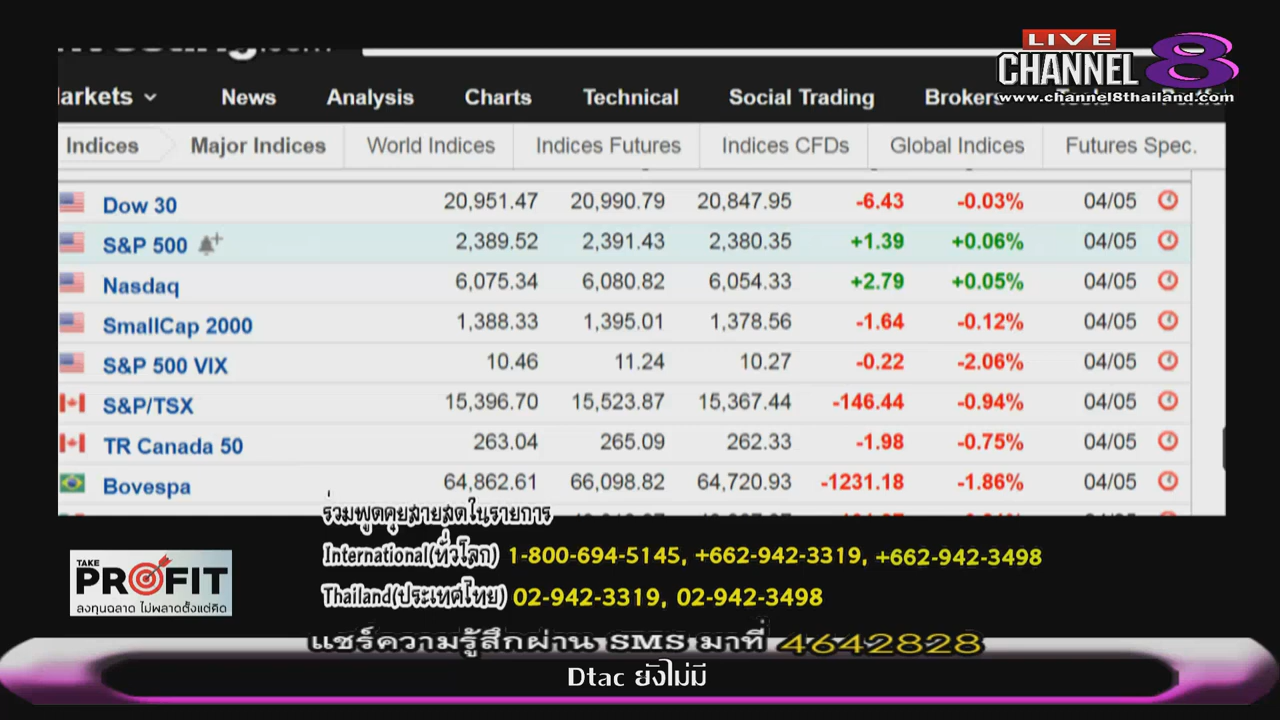 LIVE
CHANNEL 8
www.channel8thailand.com
News Analysis Charts Technical Social Trading Brokers
Indices Major Indices World Indices Indices Futures Indices CFDs Global Indices Futures Spec.
Dow 30 20,951.47 20,990.79 20,847.95 -6.43 -0.03% 04/05
S&P 500 2,389.52 2,391.43 2,380.35 +1.39 +0.06% 04/05
Nasdaq 6,075.34 6,080.82 6,054.33 +2.79 +0.05% 04/05
SmallCap 2000 1,388.33 1,395.01 1,378.56 -1.64 -0.12% 04/05
S&P 500 VIX 10.46 11.24 10.27 -0.22 -2.06% 04/05
S&P/TSX 15,396.70 15,523.87 15,367.44 -146.44 -0.94% 04/05
TR Canada 50 263.04 265.09 262.33 -1.98 -0.75% 04/05
Bovespa 64,862.61 66,098.82 64,720.93 -1231.18 -1.86% 04/05
ร่วมพูดคุยสายสดในรายการ
International(ทั่วโลก) 1-800-694-5145, +662-942-3319, +662-942-3498
Thailand(ประเทศไทย) 02-942-3319, 02-942-3498
TAKE
PROFIT
ลงทุนฉลาด ไม่พลาดตั้งแต่คิด
แชร์ความรู้สึกผ่าน SMS มาที่ 4642828
Dtac ยังไม่มี